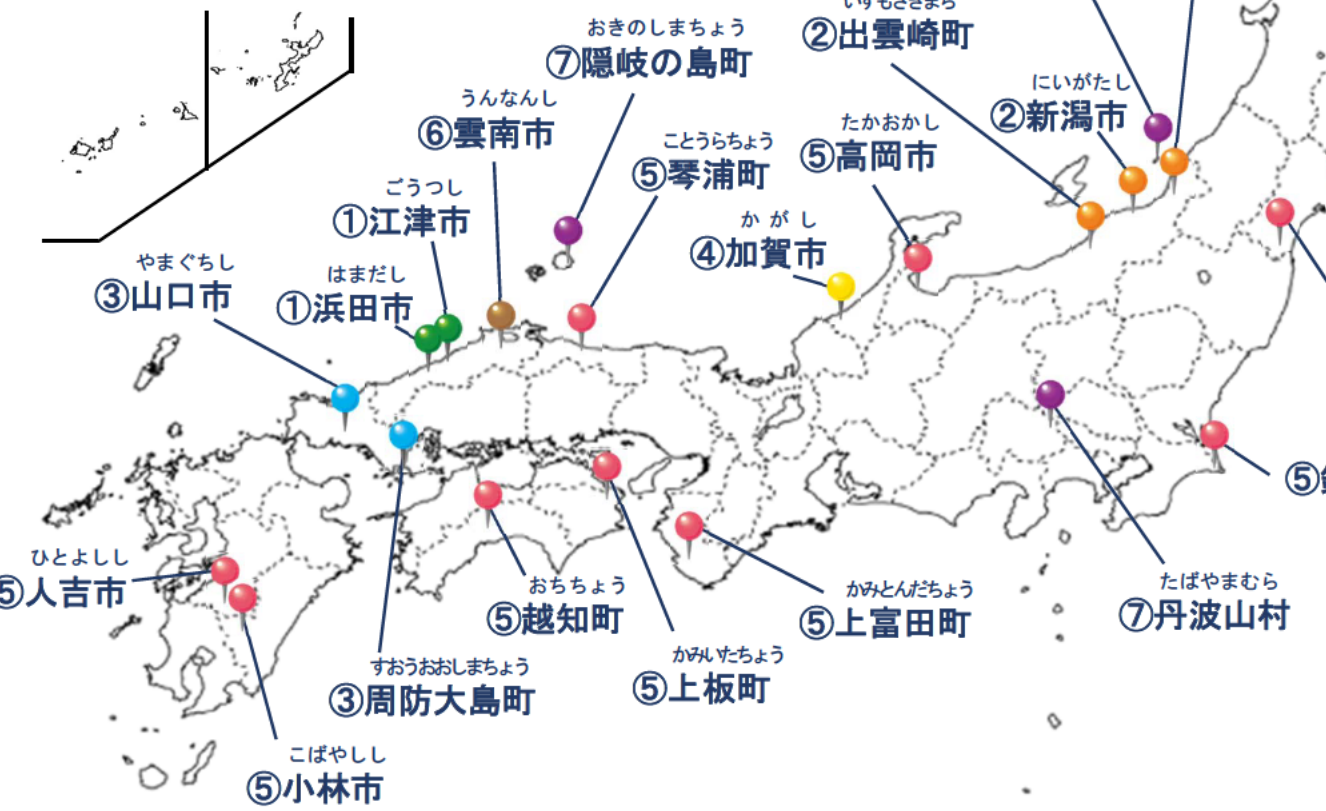 いずもざきまち
②出雲崎町
おきのしまちょう
⑦隠岐の島町
にいがたし
②新潟市
うんなんし
⑥雲南市
たかおかし
⑤高岡市
ことうらちょう
⑤琴浦町
ごうつし
①江津市
かがし
④加賀市
やまぐちし
③山口市
はまだし
①浜田市
⑤
ひとよしし
⑤人吉市
おちちょう
⑤越知町
かみとんだちょう
⑤上富田町
たばやまむら
⑦丹波山村
すおうおおしまちょう
③周防大島町
かみいたちょう
⑤上板町
こばやしし
⑤小林市